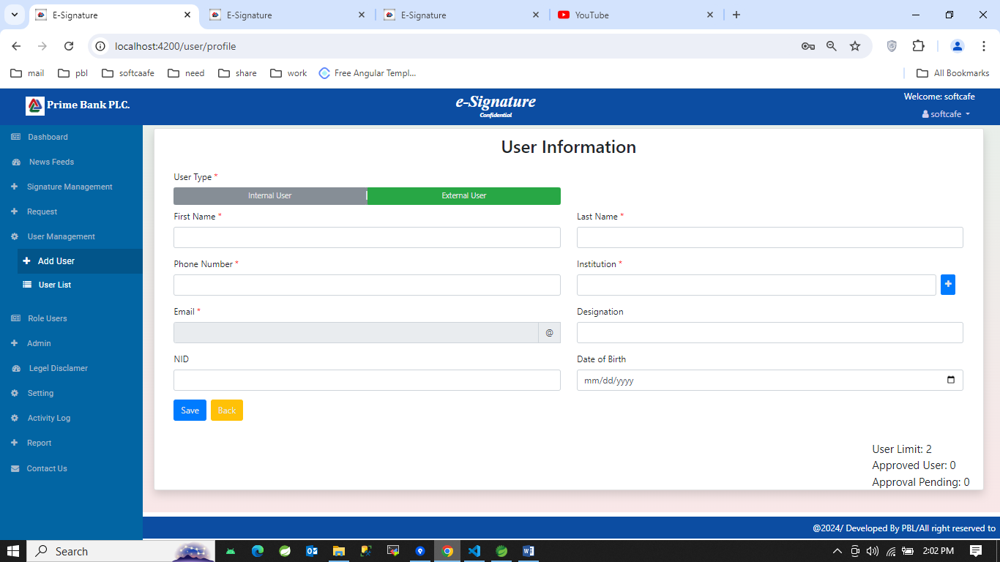 E-Signature
E-Signature
E-Signature
YouTube
localhost:4200/user/profile
mail
pbl
softcaafe
need
share
work
Free Angular Templ...
All Bookmarks
Prime Bank PLC.
e-Signature
Confidential
Welcome: softcafe
softcafe
Dashboard
News Feeds
Signature Management
Request
User Management
Add User
User List
Role Users
Admin
Legel Disclamer
Setting
Activity Log
Report
Contact Us
User Information
User Type *
Internal User
External User
First Name *
Last Name *
Phone Number *
Institution *
+
Email *
@
Designation
NID
Date of Birth
mm/dd/yyyy
Save
Back
User Limit: 2
Approved User: 0
Approval Pending: 0
@2024/ Developed By PBL/All right reserved to
Search
2:02 PM